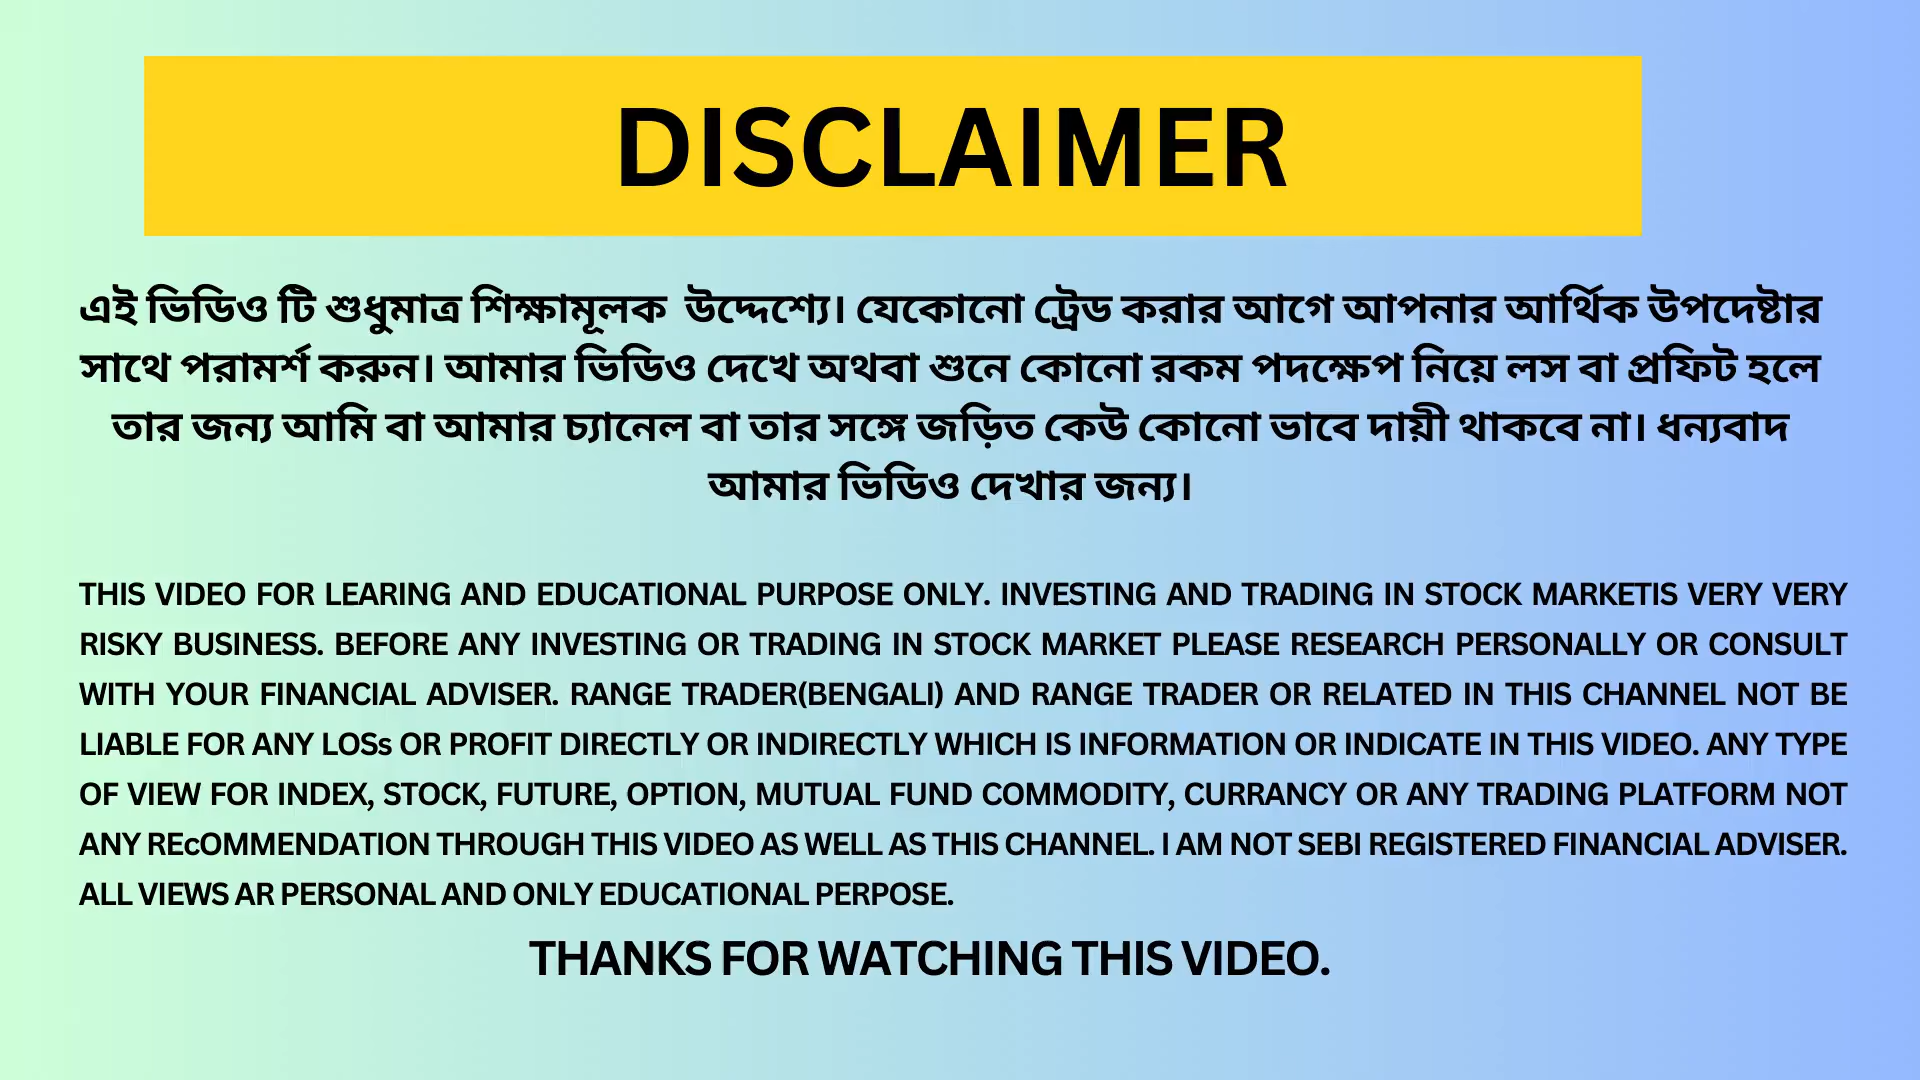 DISCLAIMER
এই ভিডিও টি শুধুমাত্র শিক্ষামূলক উদ্দেশ্যে। যেকোনো ট্রেড করার আগে আপনার আর্থিক উপদেষ্টার
সাথে পরামর্শ করুন। আমার ভিডিও দেখে অথবা শুনে কোনো রকম পদক্ষেপ নিয়ে লস বা প্রফিট হলে
তার জন্য আমি বা আমার চ্যানেল বা তার সঙ্গে জড়িত কেউ কোনো ভাবে দায়ী থাকবে না। ধন্যবাদ
আমার ভিডিও দেখার জন্য।
THIS VIDEO FOR LEARING AND EDUCATIONAL PURPOSE ONLY. INVESTING AND TRADING IN STOCK MARKETIS VERY VERY
RISKY BUSINESS. BEFORE ANY INVESTING OR TRADING IN STOCK MARKET PLEASE RESEARCH PERSONALLY OR CONSULT
WITH YOUR FINANCIAL ADVISER. RANGE TRADER(BENGALI) AND RANGE TRADER OR RELATED IN THIS CHANNEL NOT BE
LIABLE FOR ANY LOSs OR PROFIT DIRECTLY OR INDIRECTLY WHICH IS INFORMATION OR INDICATE IN THIS VIDEO. ANY TYPE
OF VIEW FOR INDEX, STOCK, FUTURE, OPTION, MUTUAL FUND COMMODITY, CURRANCY OR ANY TRADING PLATFORM NOT
ANY REcOMMENDATION THROUGH THIS VIDEO AS WELL AS THIS CHANNEL. I AM NOT SEBI REGISTERED FINANCIAL ADVISER.
ALL VIEWS AR PERSONAL AND ONLY EDUCATIONAL PERPOSE.
THANKS FOR WATCHING THIS VIDEO.